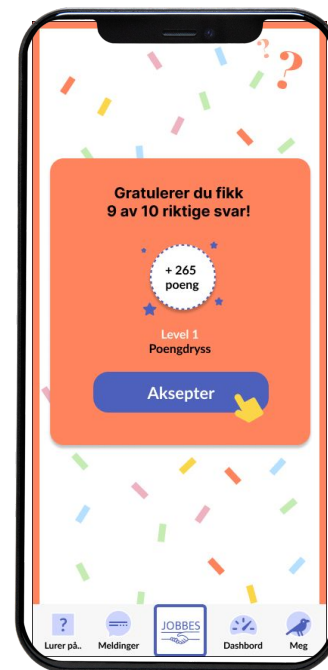 ? ?
Gratulerer du fikk
9 av 10 riktige svar!
+ 265
poeng
Level 1
Poengdryss
Aksepter
?
JOBBES
Lurer på.. Meldinger Dashbord Meg